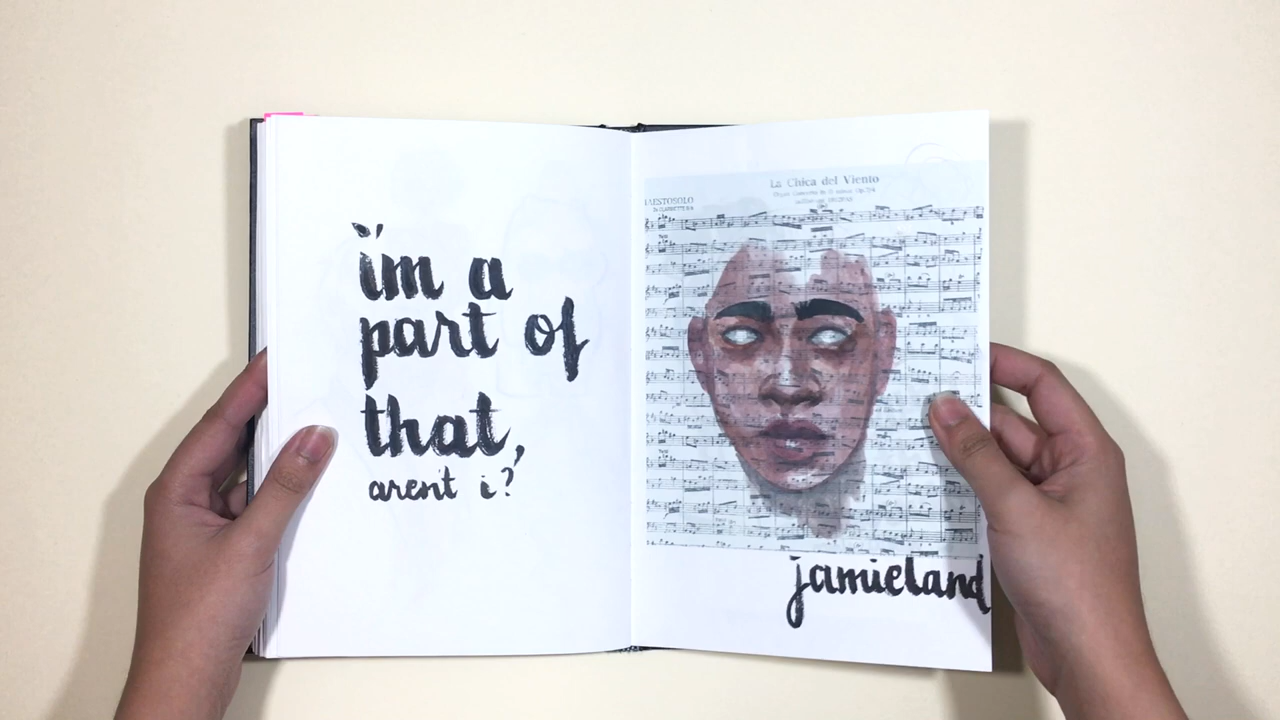 i'm a
part of
that,
arent i?
La Chica del Viento
jamieland